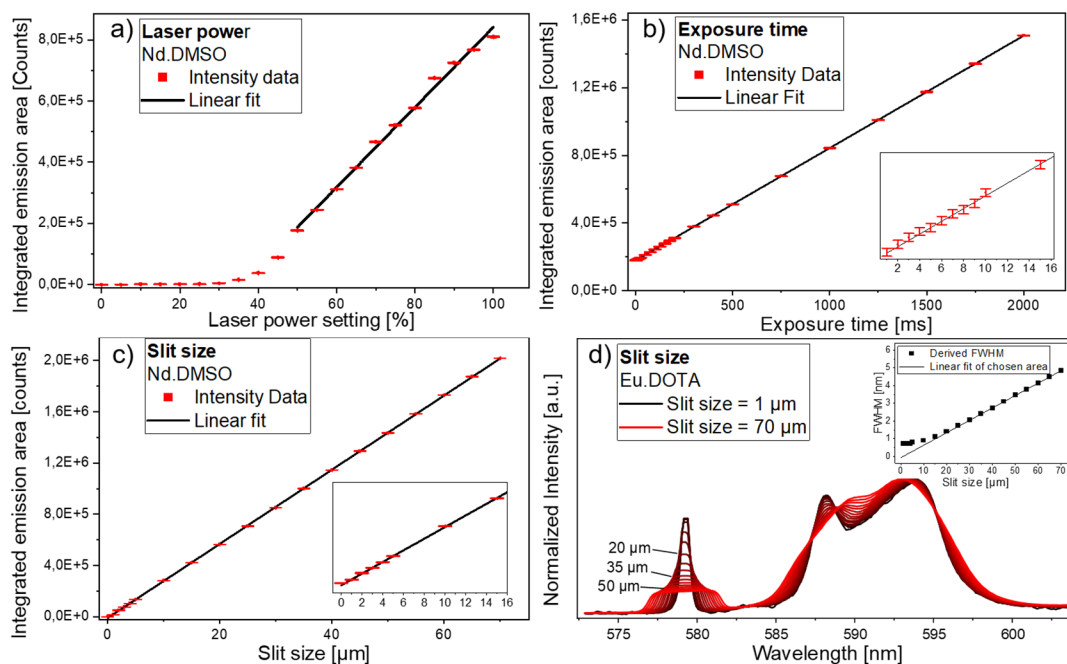 a)
Laser power
Nd.DMSO
Intensity data
Linear fit
Integrated emission area [Counts]
8,0E+5
6,0E+5
4,0E+5
2,0E+5
0,0E+0
0 20 40 60 80 100
Laser power setting [%]
b)
Exposure time
Nd.DMSO
Intensity Data
Linear Fit
Integrated emission area [counts]
1,6E+6
1,2E+6
8,0E+5
4,0E+5
0,0E+0
2 4 6 8 10 12 14 16
0 500 1000 1500 2000
Exposure time [ms]
c)
Slit size
Nd.DMSO
Intensity Data
Linear fit
Integrated emission area [counts]
2,0E+6
1,6E+6
1,2E+6
8,0E+5
4,0E+5
0,0E+0
0 2 4 6 8 10 12 14 16
0 20 40 60
Slit size [µm]
d)
Slit size
Eu.DOTA
Slit size = 1 µm
Slit size = 70 µm
Normalized Intensity [a.u.]
Derived FWHM
Linear fit of chosen area
FWHM [nm]
6
5
4
3
2
1
0
0 10 20 30 40 50 60 70
Slit size [µm]
20 µm
35 µm
50 µm
575 580 585 590 595 600
Wavelength [nm]